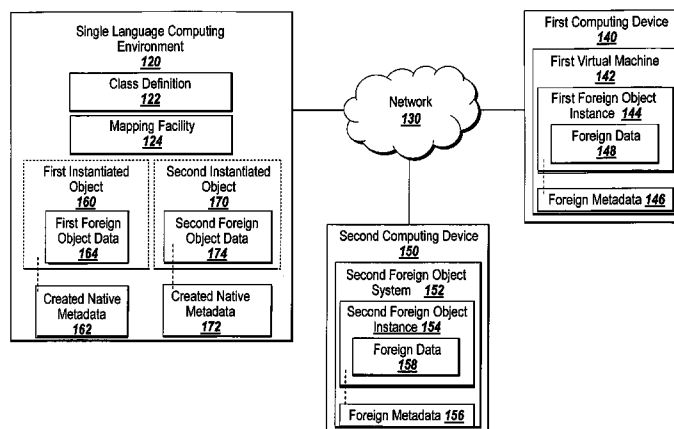 Single Language Computing
Environment
120
Class Definition
122
Mapping Facility
124
First Instantiated
Object
160
First Foreign
Object Data
164
Created Native
Metadata
162
Second Instantiated
Object
170
Second Foreign
Object Data
174
Created Native
Metadata
172
Network
130
First Computing Device
140
First Virtual Machine
142
First Foreign Object
Instance 144
Foreign Data
148
Foreign Metadata 146
Second Computing Device
150
Second Foreign Object
System 152
Second Foreign Object
Instance 154
Foreign Data
158
Foreign Metadata 156